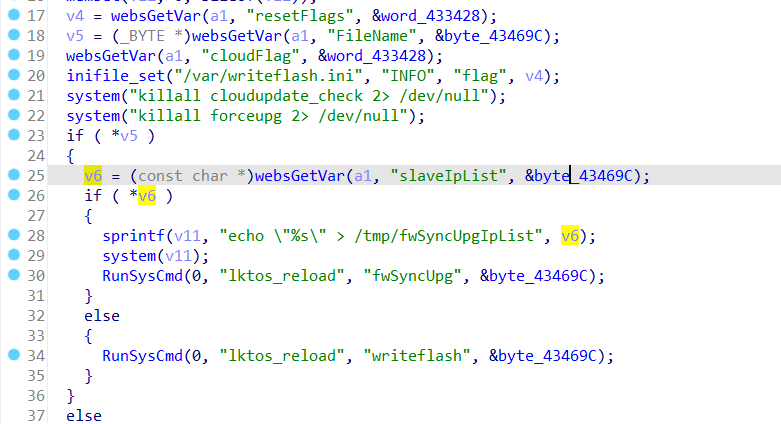 17 v4 = websGetVar(a1, "resetFlags", &word_433428);
18 v5 = (_BYTE *)websGetVar(a1, "FileName", &byte_43469C);
19 websGetVar(a1, "cloudFlag", &word_433428);
20 inifile_set("/var/writeflash.ini", "INFO", "flag", v4);
21 system("killall cloudupdate_check 2> /dev/null");
22 system("killall forceupg 2> /dev/null");
23 if ( *v5 )
24 {
25 v6 = (const char *)websGetVar(a1, "slaveIpList", &byte_43469C);
26 if ( *v6 )
27 {
28 sprintf(v11, "echo \"%s\" > /tmp/fwSyncUpgIpList", v6);
29 system(v11);
30 RunSysCmd(0, "lktos_reload", "fwSyncUpg", &byte_43469C);
31 }
32 else
33 {
34 RunSysCmd(0, "lktos_reload", "writeflash", &byte_43469C);
35 }
36 }
37 else